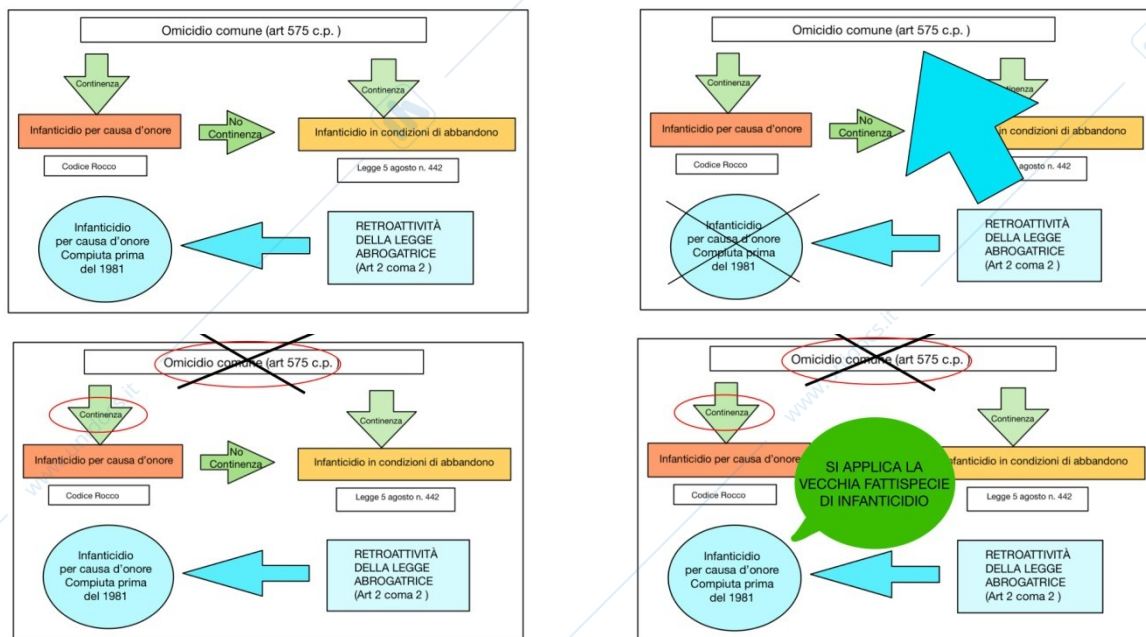 Omicidio comune (art 575 c.p. )
Continenza
Continenza
Infanticidio per causa d'onore
No
Continenza
Infanticidio in condizioni di abbandono
Codice Rocco
Legge 5 agosto n. 442
Infanticidio
per causa d'onore
Compiuta prima
del 1981
RETROATTIVITÀ
DELLA LEGGE
ABROGATRICE
(Art 2 coma 2 )
Omicidio comune (art 575 c.p. )
Continenza
Infanticidio per causa d'onore
No
Continenza
in condizioni di abbandono
Codice Rocco
agosto n. 442
Infanticidio
per causa d'onore
Compiuta prima
del 1981
RETROATTIVITÀ
DELLA LEGGE
ABROGATRICE
(Art 2 coma 2 )
Omicidio comune (art 575 c.p. )
Continenza
Continenza
Infanticidio per causa d'onore
No
Continenza
Infanticidio in condizioni di abbandono
Codice Rocco
Legge 5 agosto n. 442
Infanticidio
per causa d'onore
Compiuta prima
del 1981
RETROATTIVITÀ
DELLA LEGGE
ABROGATRICE
(Art 2 coma 2 )
Omicidio comune (art 575 c.p. )
Continenza
Continenza
Infanticidio per causa d'onore
nfanticidio in condizioni di abbandono
SI APPLICA LA
VECCHIA FATTISPECIE
DI INFANTICIDIO
Codice Rocco
Legge 5 agosto n. 442
Infanticidio
per causa d'onore
Compiuta prima
del 1981
RETROATTIVITÀ
DELLA LEGGE
ABROGATRICE
(Art 2 coma 2 )